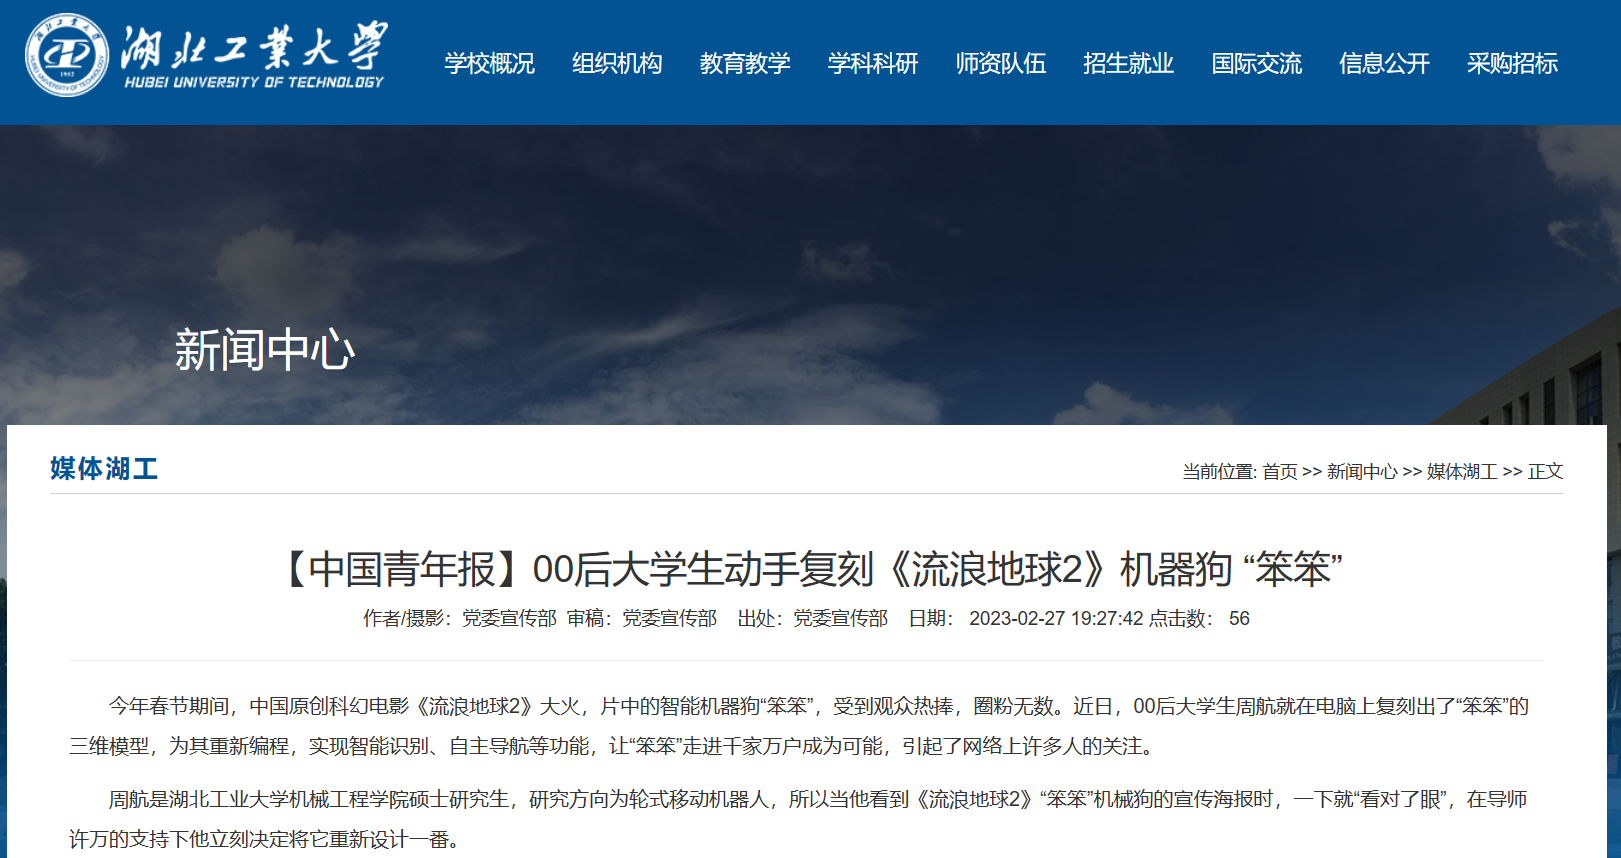 湖北工業大学
HUBEI UNIVERSITY OF TECHNOLOGY
1952
学校概况 组织机构 教育教学 学科科研 师资队伍 招生就业 国际交流 信息公开 采购招标
新闻中心
媒体湖工
当前位置: 首页 >> 新闻中心 >> 媒体湖工 >> 正文
【中国青年报】00后大学生动手复刻《流浪地球2》机器狗 “笨笨”
作者/摄影：党委宣传部 审稿：党委宣传部 出处：党委宣传部 日期： 2023-02-27 19:27:42 点击数： 56
今年春节期间，中国原创科幻电影《流浪地球2》大火，片中的智能机器狗“笨笨”，受到观众热捧，圈粉无数。近日，00后大学生周航就在电脑上复刻出了“笨笨”的
三维模型，为其重新编程，实现智能识别、自主导航等功能，让“笨笨”走进千家万户成为可能，引起了网络上许多人的关注。
周航是湖北工业大学机械工程学院硕士研究生，研究方向为轮式移动机器人，所以当他看到《流浪地球2》“笨笨”机械狗的宣传海报时，一下就“看对了眼”，在导师
许万的支持下他立刻决定将它重新设计一番。